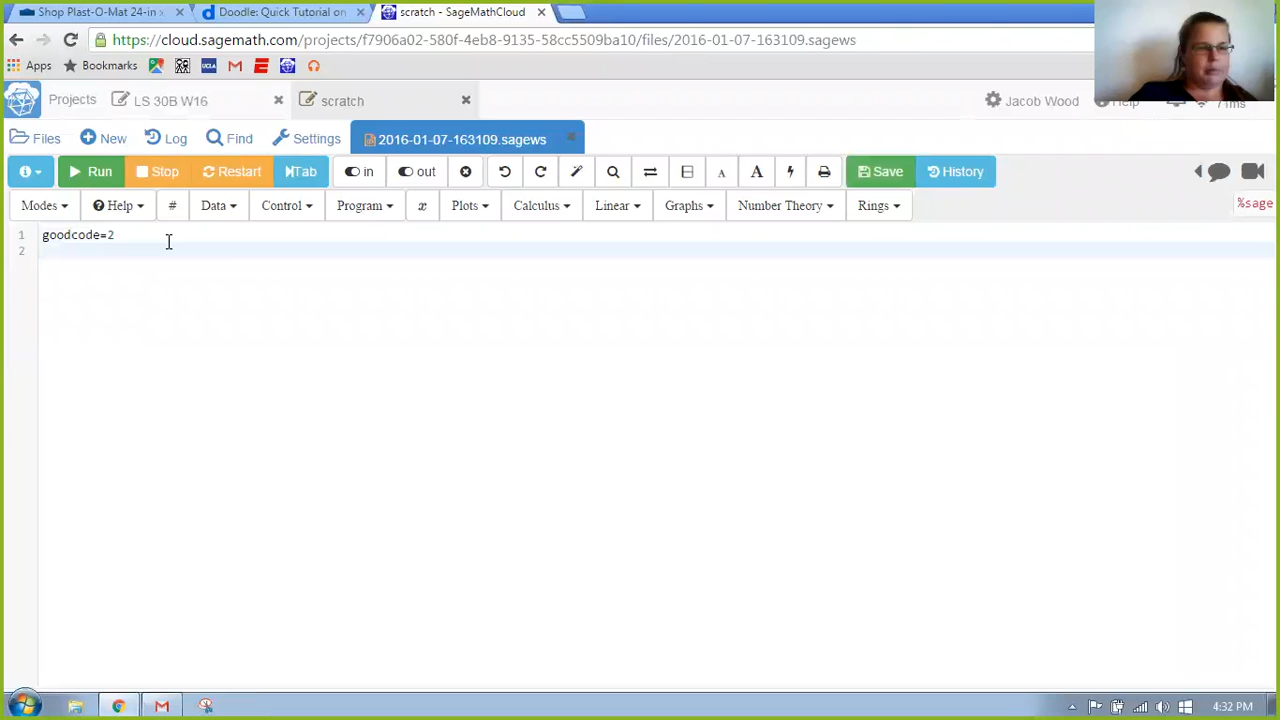 Shop Plast-O-Mat 24-in x
Doodle: Quick Tutorial on
scratch - SageMathCloud
https://cloud.sagemath.com/projects/f7906a02-580f-4eb8-9135-58cc5509ba10/files/2016-01-07-163109.sagews
Apps Bookmarks UCLA
Projects LS 30B W16 scratch Jacob Wood Help 71ms
Files New Log Find Settings 2016-01-07-163109.sagews
Run Stop Restart Tab in out A A Save History
Modes Help # Data Control Program x Plots Calculus Linear Graphs Number Theory Rings %sage
1 goodcode=2
2
4:32 PM